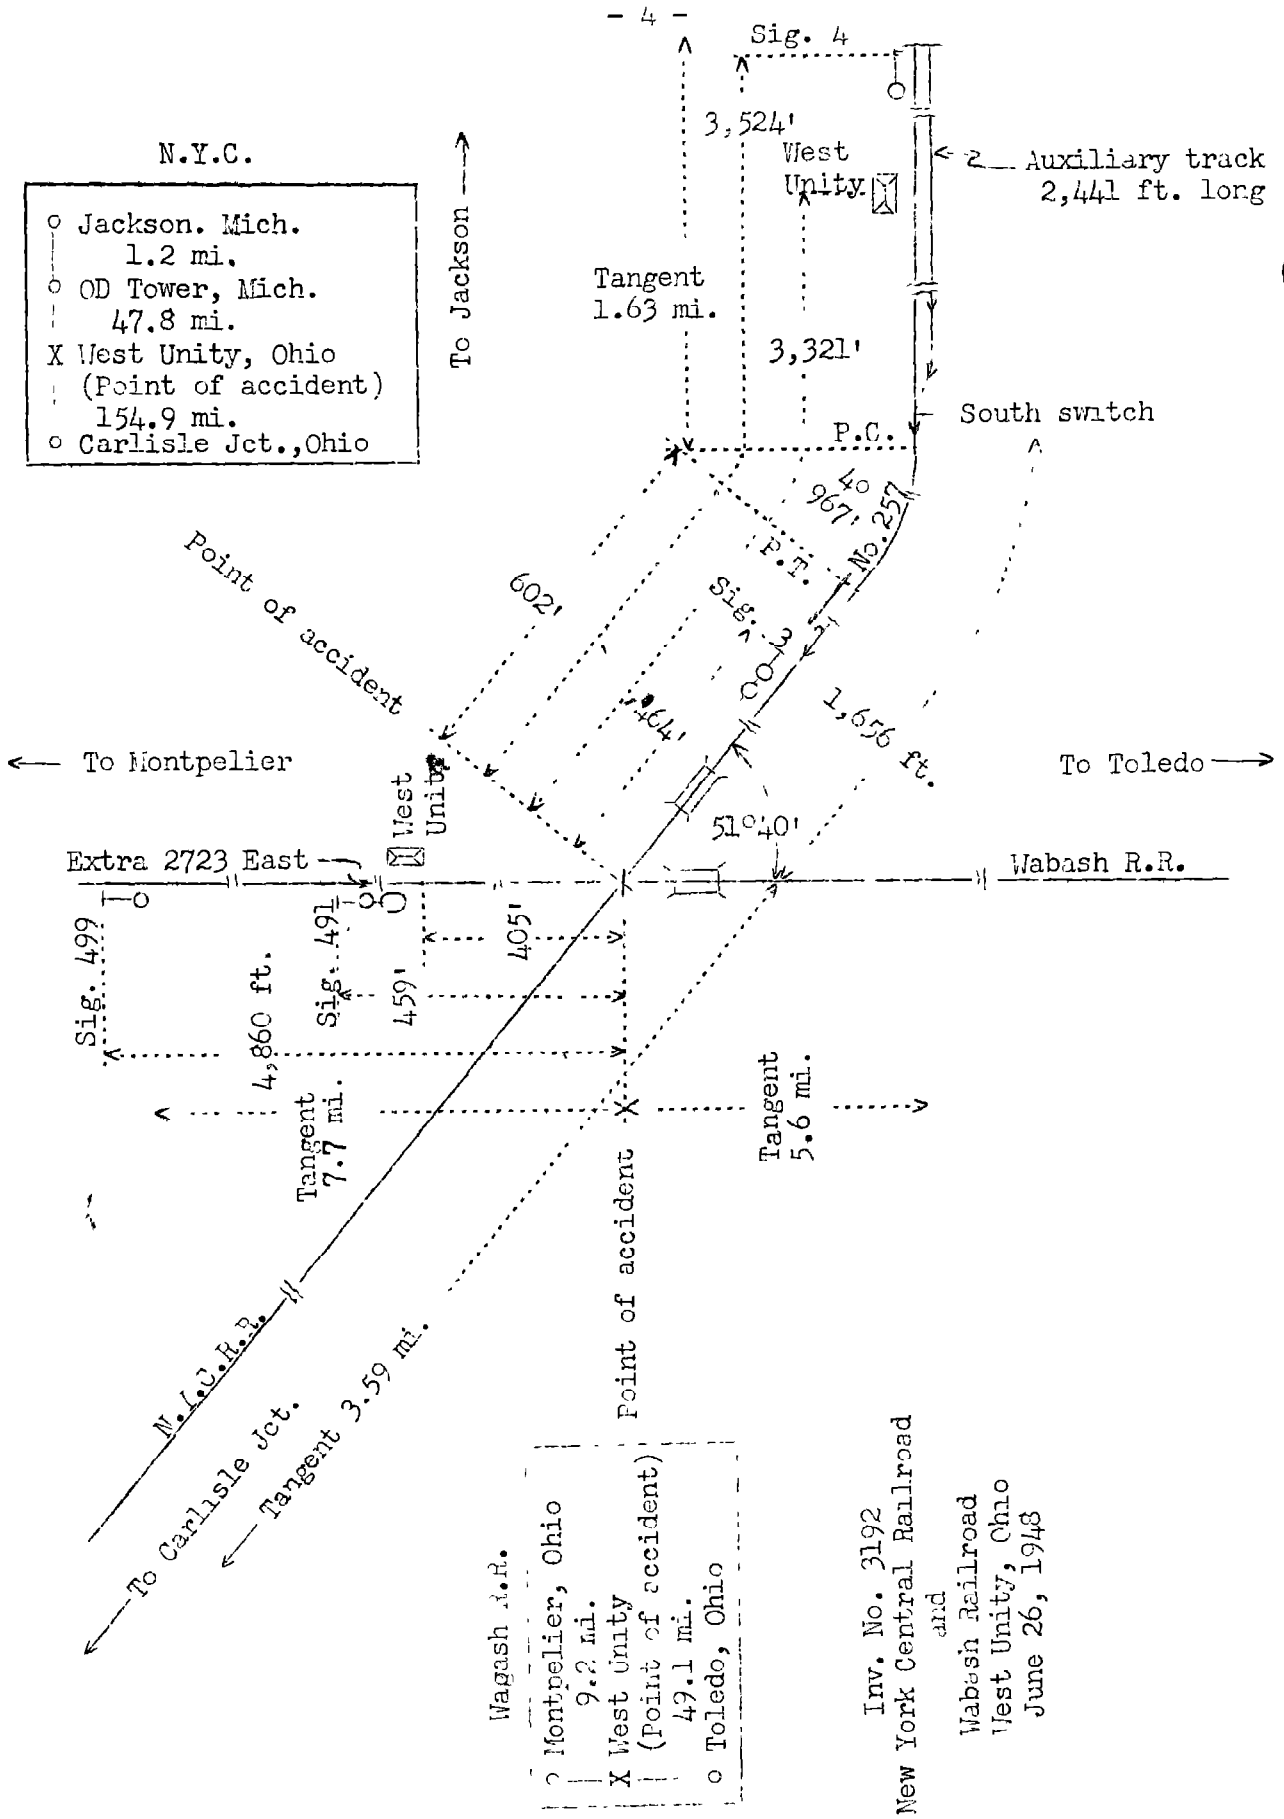 - 4 -
Sig. 4
3,524'
N.Y.C.
Jackson. Mich.
1.2 mi.
OD Tower, Mich.
47.8 mi.
X West Unity, Ohio
(Point of accident)
154.9 mi.
Carlisle Jct.,Ohio
To Jackson
West
Unity
2 Auxiliary track
2,441 ft. long
Tangent
1.63 mi.
3,321'
P.C.
South switch
4°
967'
No. 257
P.T.
Sig. 3
Point of accident
602'
464'
1,656 ft.
To Montpelier
To Toledo
West
Unity
51°40'
Extra 2723 East
Wabash R.R.
Sig. 499
Sig. 491
405'
459'
4,860 ft.
Tangent
7.7 mi.
Tangent
5.6 mi.
Point of accident
N.Y.C.R.R.
To Carlisle Jct.
Tangent 3.59 mi.
Wagash R.R.
Montpelier, Ohio
9.2 mi.
X West Unity
(Point of accident)
49.1 mi.
Toledo, Ohio
Inv. No. 3192
New York Central Railroad
and
Wabash Railroad
West Unity, Ohio
June 26, 1948